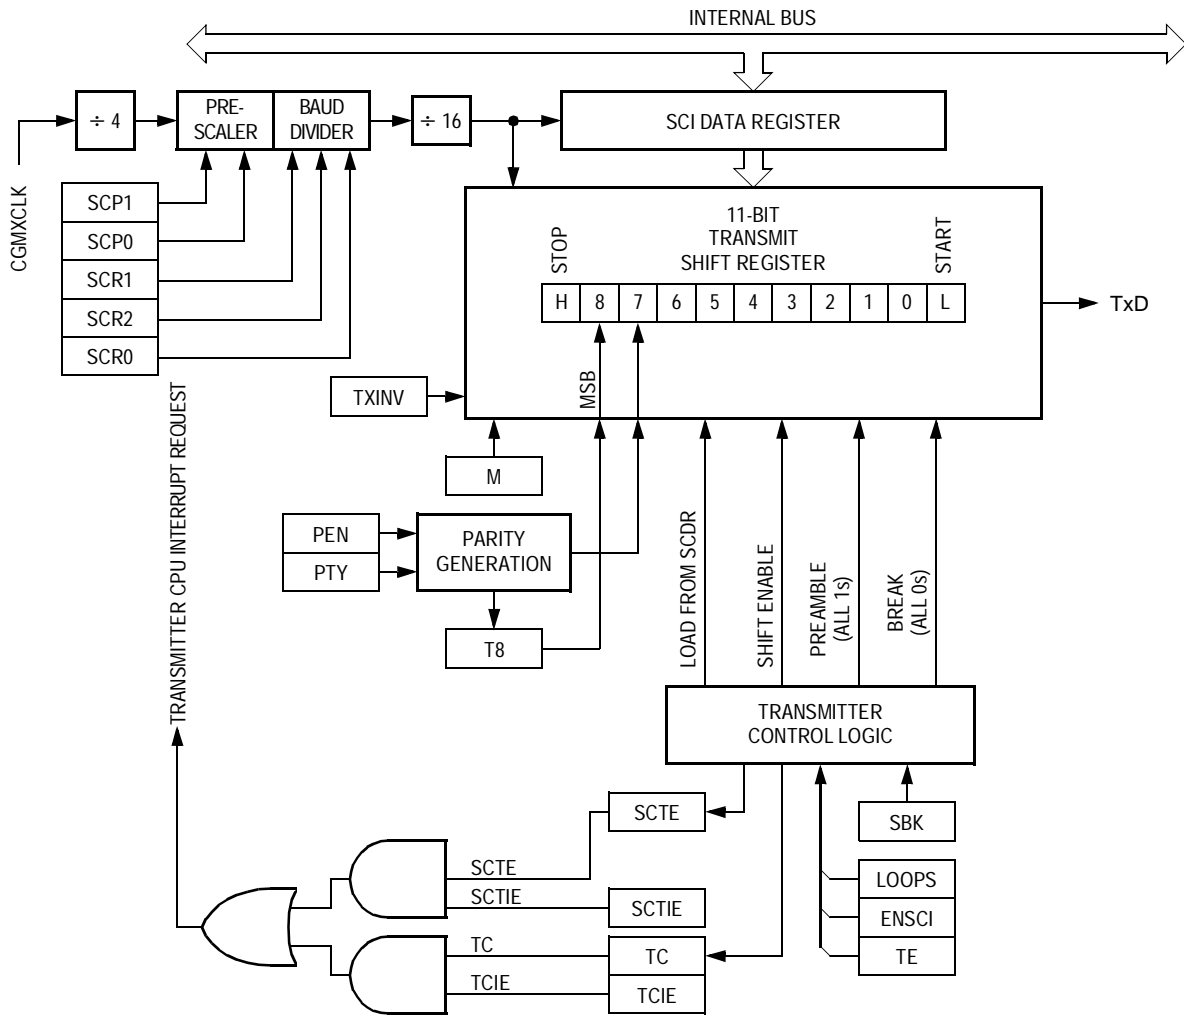 INTERNAL BUS
÷ 4
PRE-
SCALER
BAUD
DIVIDER
÷ 16
SCI DATA REGISTER
CGMXCLK
SCP1
SCP0
SCR1
SCR2
SCR0
11-BIT
TRANSMIT
SHIFT REGISTER
STOP
START
H 8 7 6 5 4 3 2 1 0 L
TxD
TXINV
MSB
M
TRANSMITTER CPU INTERRUPT REQUEST
PEN
PTY
PARITY
GENERATION
T8
LOAD FROM SCDR
SHIFT ENABLE
PREAMBLE
(ALL 1s)
BREAK
(ALL 0s)
TRANSMITTER
CONTROL LOGIC
SCTE
SBK
SCTE
SCTIE
SCTIE
LOOPS
ENSCI
TE
TC
TC
TCIE
TCIE